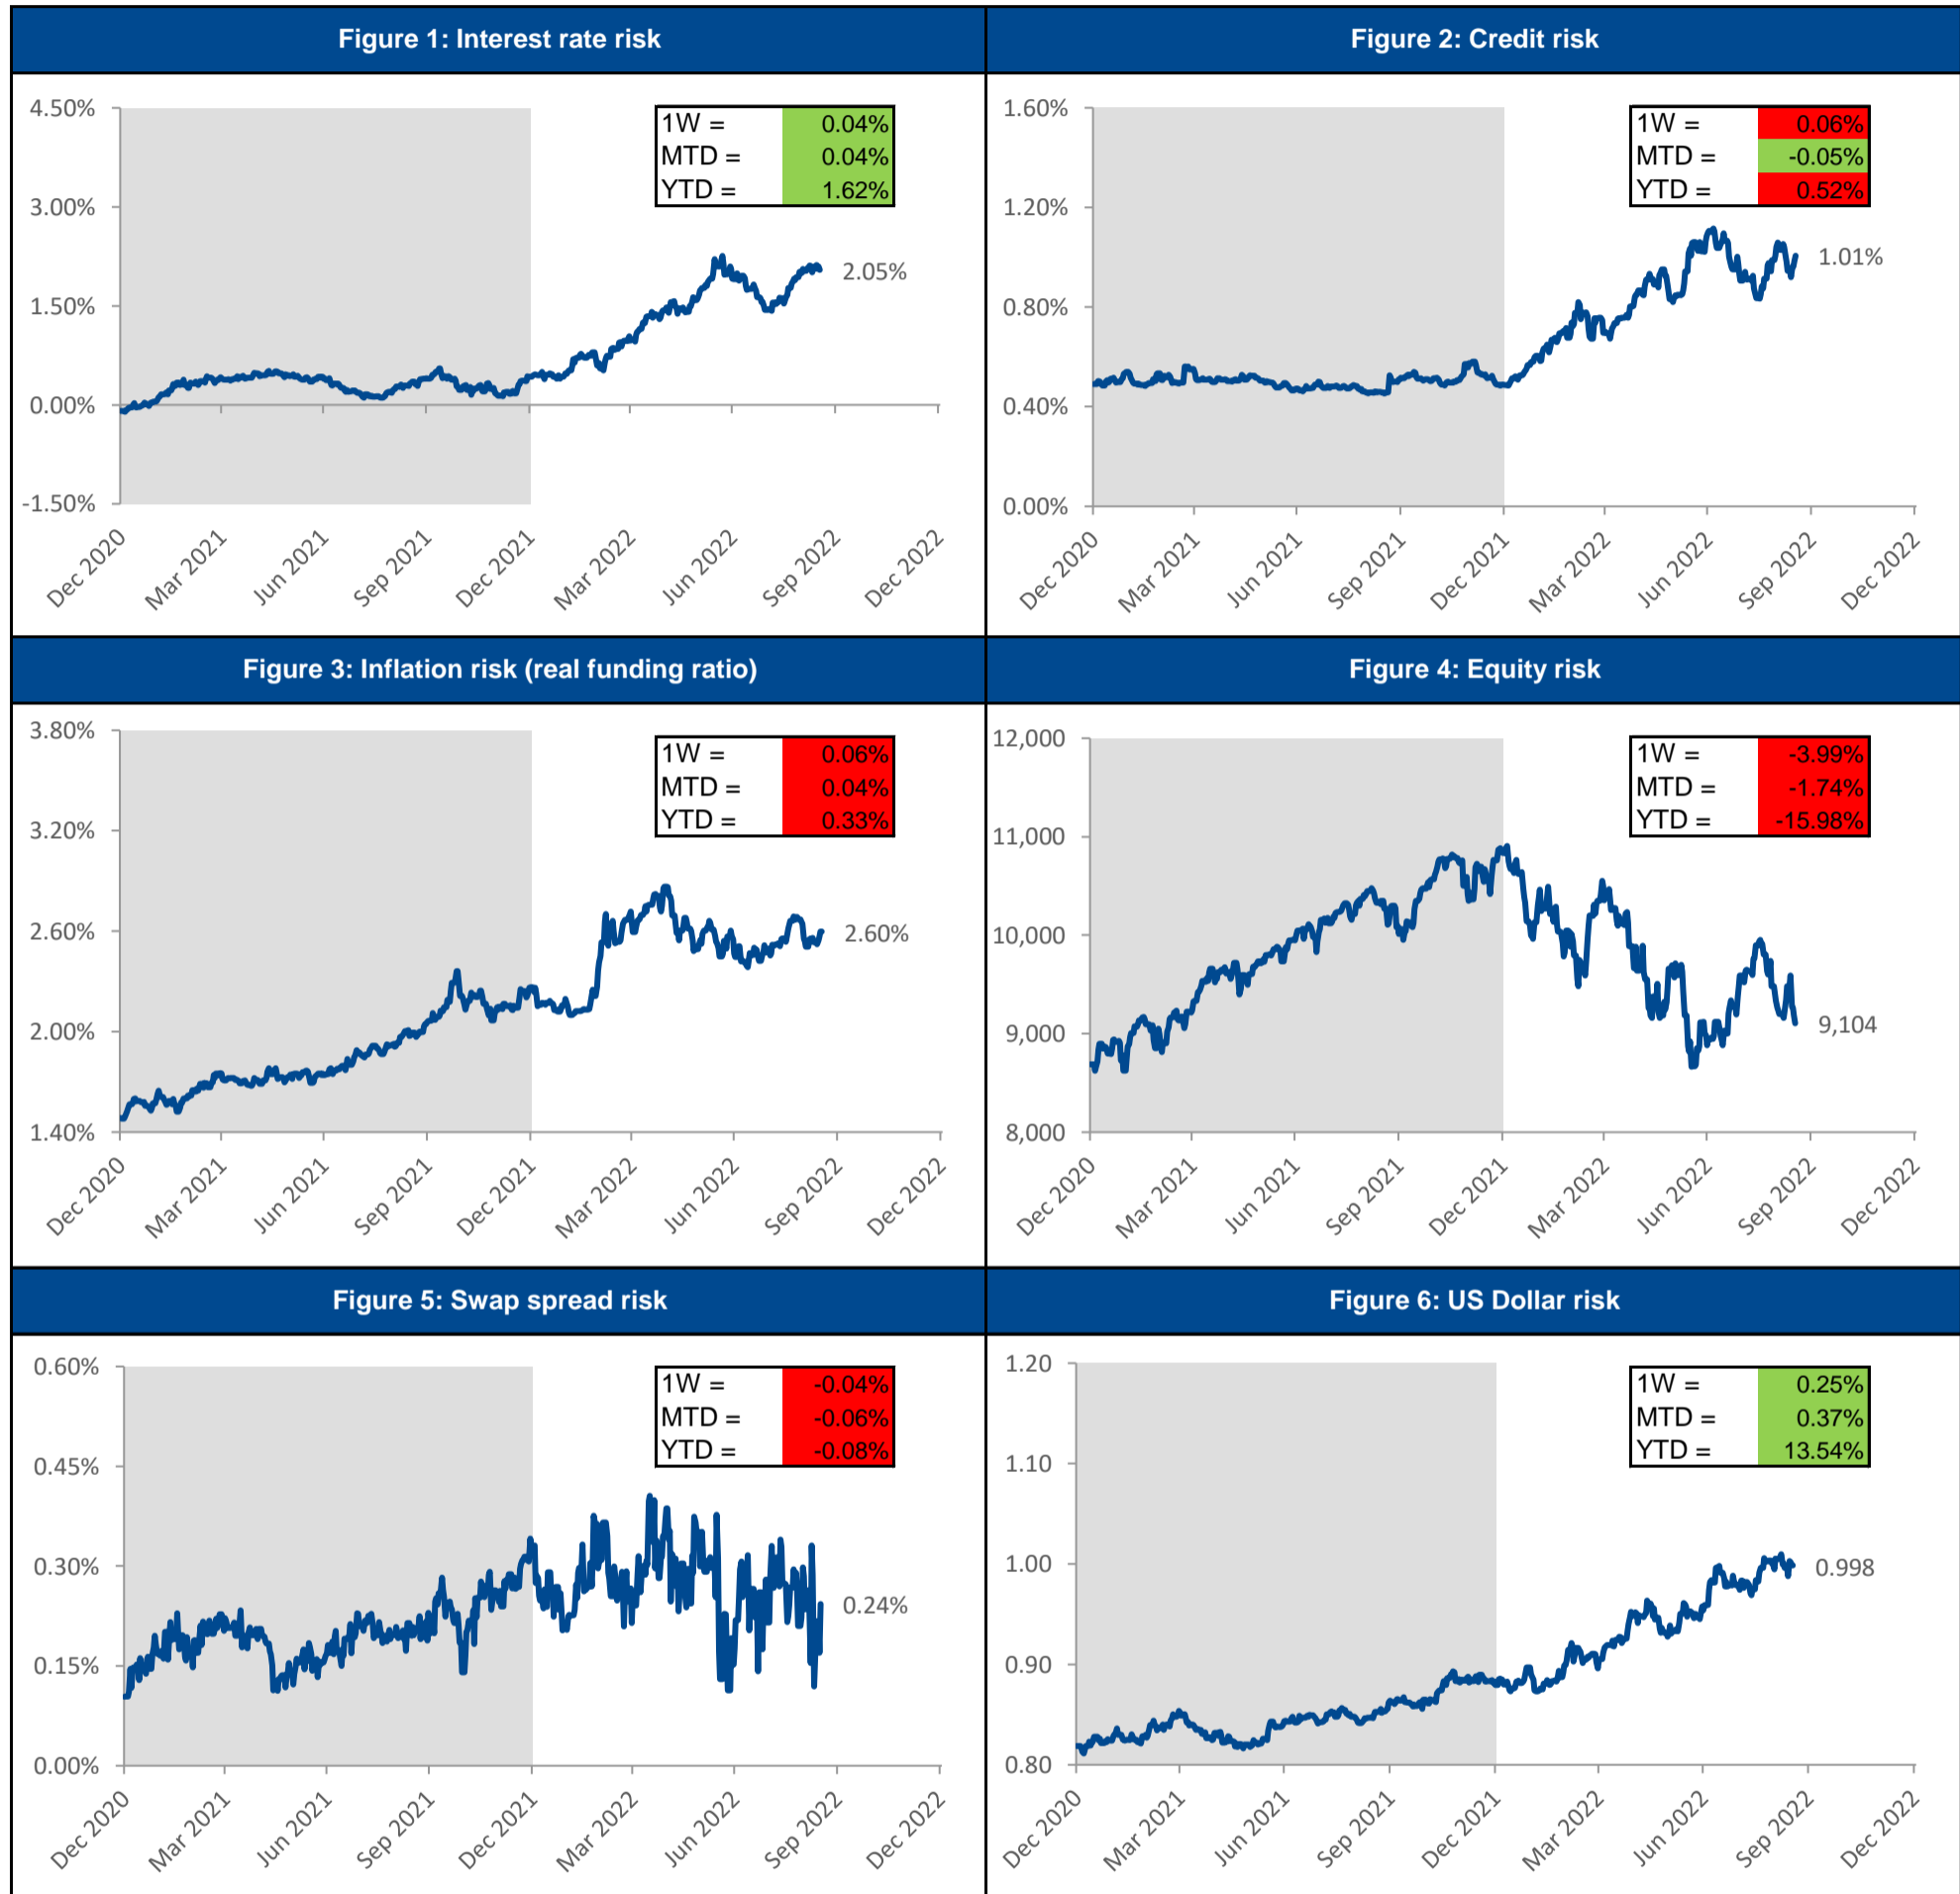 Figure 1: Interest rate risk
4.50%
3.00%
1.50%
0.00%
-1.50%
1W = 0.04%
MTD = 0.04%
YTD = 1.62%
2.05%
Dec 2020 Mar 2021 Jun 2021 Sep 2021 Dec 2021 Mar 2022 Jun 2022 Sep 2022 Dec 2022
Figure 2: Credit risk
1.60%
1.20%
0.80%
0.40%
0.00%
1W = 0.06%
MTD = -0.05%
YTD = 0.52%
1.01%
Dec 2020 Mar 2021 Jun 2021 Sep 2021 Dec 2021 Mar 2022 Jun 2022 Sep 2022 Dec 2022
Figure 3: Inflation risk (real funding ratio)
3.80%
3.20%
2.60%
2.00%
1.40%
1W = 0.06%
MTD = 0.04%
YTD = 0.33%
2.60%
Dec 2020 Mar 2021 Jun 2021 Sep 2021 Dec 2021 Mar 2022 Jun 2022 Sep 2022 Dec 2022
Figure 4: Equity risk
12,000
11,000
10,000
9,000
8,000
1W = -3.99%
MTD = -1.74%
YTD = -15.98%
9,104
Dec 2020 Mar 2021 Jun 2021 Sep 2021 Dec 2021 Mar 2022 Jun 2022 Sep 2022 Dec 2022
Figure 5: Swap spread risk
0.60%
0.45%
0.30%
0.15%
0.00%
1W = -0.04%
MTD = -0.06%
YTD = -0.08%
0.24%
Dec 2020 Mar 2021 Jun 2021 Sep 2021 Dec 2021 Mar 2022 Jun 2022 Sep 2022 Dec 2022
Figure 6: US Dollar risk
1.20
1.10
1.00
0.90
0.80
1W = 0.25%
MTD = 0.37%
YTD = 13.54%
0.998
Dec 2020 Mar 2021 Jun 2021 Sep 2021 Dec 2021 Mar 2022 Jun 2022 Sep 2022 Dec 2022